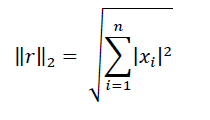 ‖r‖₂ = √(∑ᵢ₌₁ⁿ |xᵢ|²)